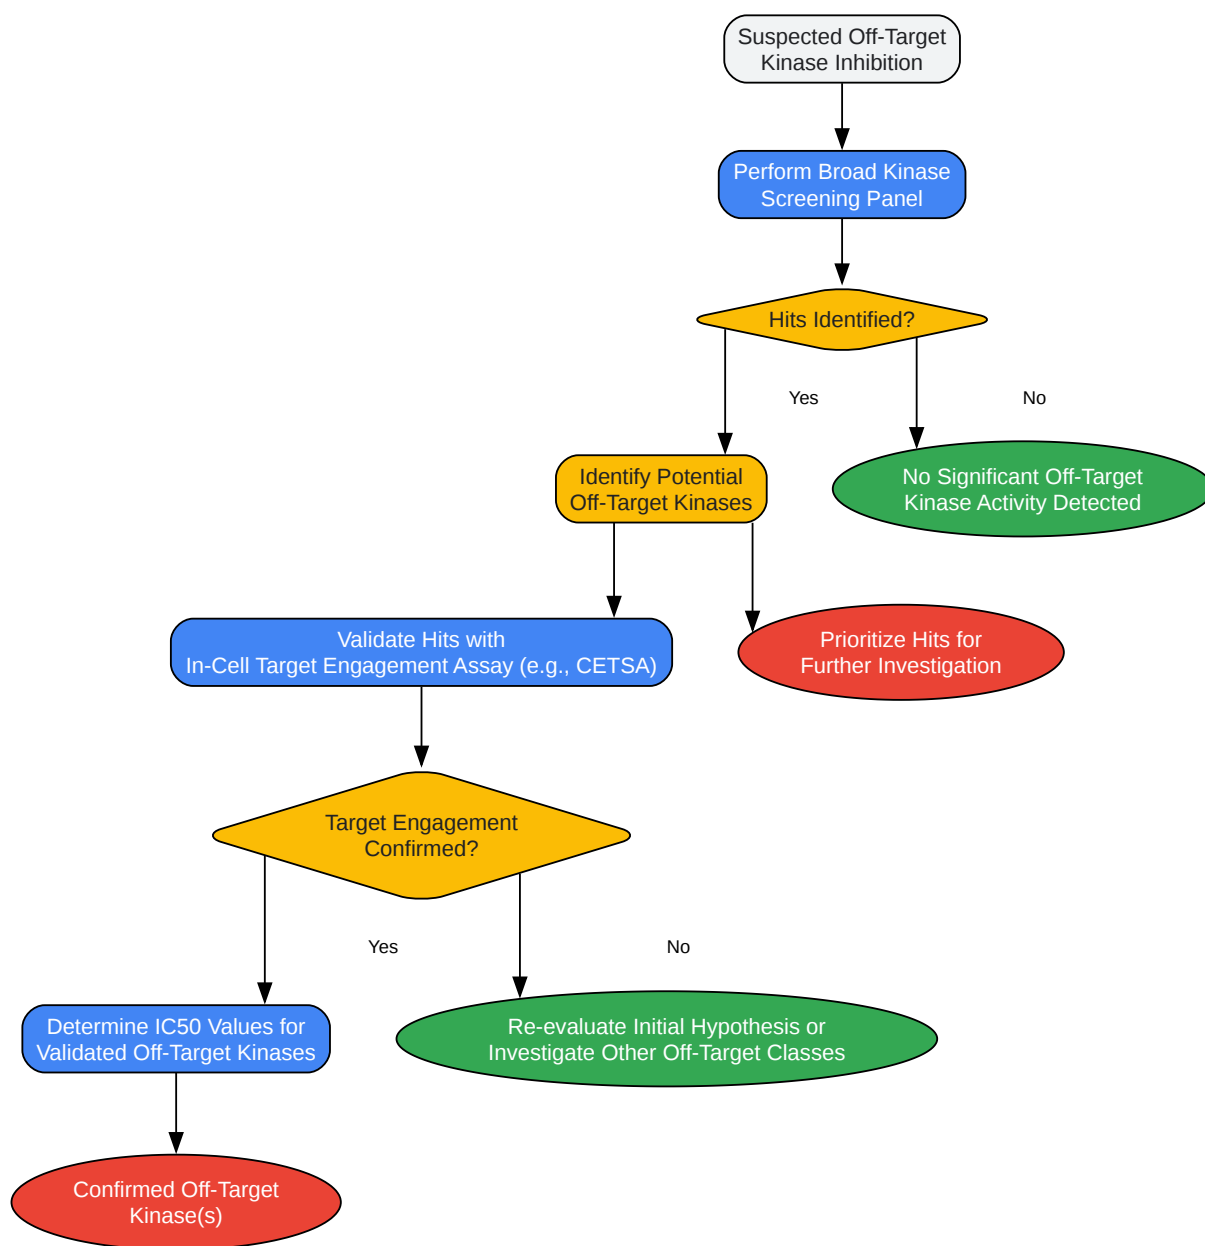 Suspected Off-Target
Kinase Inhibition
Perform Broad Kinase
Screening Panel
Hits Identified?
Yes
No
Identify Potential
Off-Target Kinases
No Significant Off-Target
Kinase Activity Detected
Validate Hits with
In-Cell Target Engagement Assay (e.g., CETSA)
Prioritize Hits for
Further Investigation
Target Engagement
Confirmed?
Yes
No
Determine IC50 Values for
Validated Off-Target Kinases
Re-evaluate Initial Hypothesis or
Investigate Other Off-Target Classes
Confirmed Off-Target
Kinase(s)